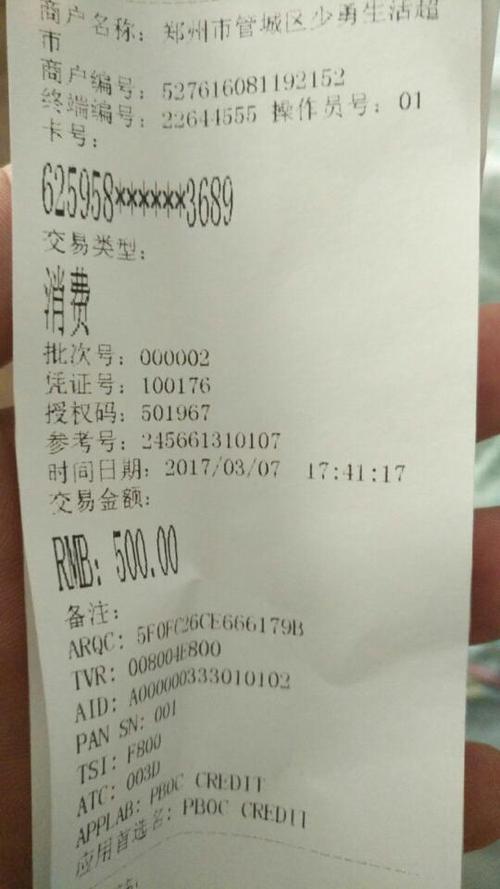 商户名称：郑州市管城区少勇生活超
市
商户编号：527616081192152
终端编号：22644555 操作员号：01
卡号：
625958******3689
交易类型：
消费
批次号：000002
凭证号：100176
授权码：501967
参考号：245661310107
时间日期：2017/03/07 17:41:17
交易金额：
RMB：500.00
备注：
ARQC：5F0FC26CE666179B
TVR：008004E800
AID：A000000333010102
PAN SN：001
TSI：F800
ATC：003D
APPLAB：PBOC CREDIT
应用首选名：PBOC CREDIT